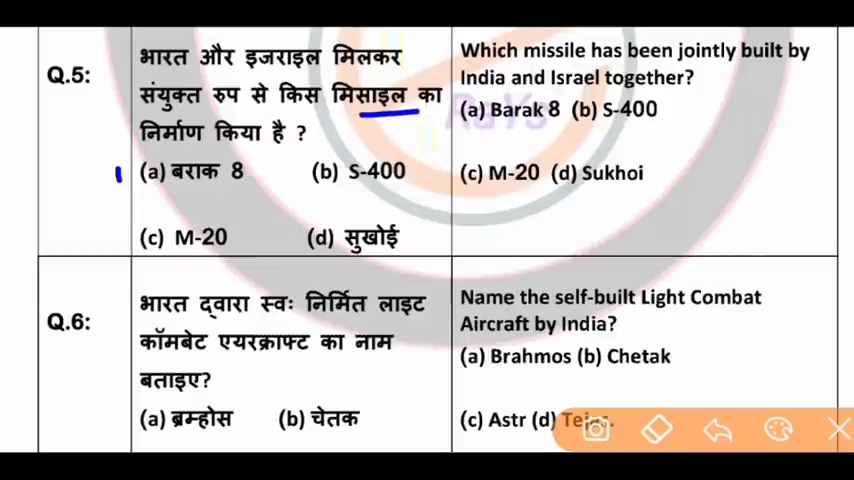 Q.5:
भारत और इजराइल मिलकर
संयुक्त रुप से किस मिसाइल का
निर्माण किया है ?
(a) बराक 8 (b) S-400
(c) M-20 (d) सुखोई
Which missile has been jointly built by
India and Israel together?
(a) Barak 8 (b) S-400
(c) M-20 (d) Sukhoi
Q.6:
भारत द्वारा स्वः निर्मित लाइट
कॉमबेट एयरक्राफ्ट का नाम
बताइए?
(a) ब्रम्होस (b) चेतक
Name the self-built Light Combat
Aircraft by India?
(a) Brahmos (b) Chetak
(c) Astr (d) Tejas.
RaYs